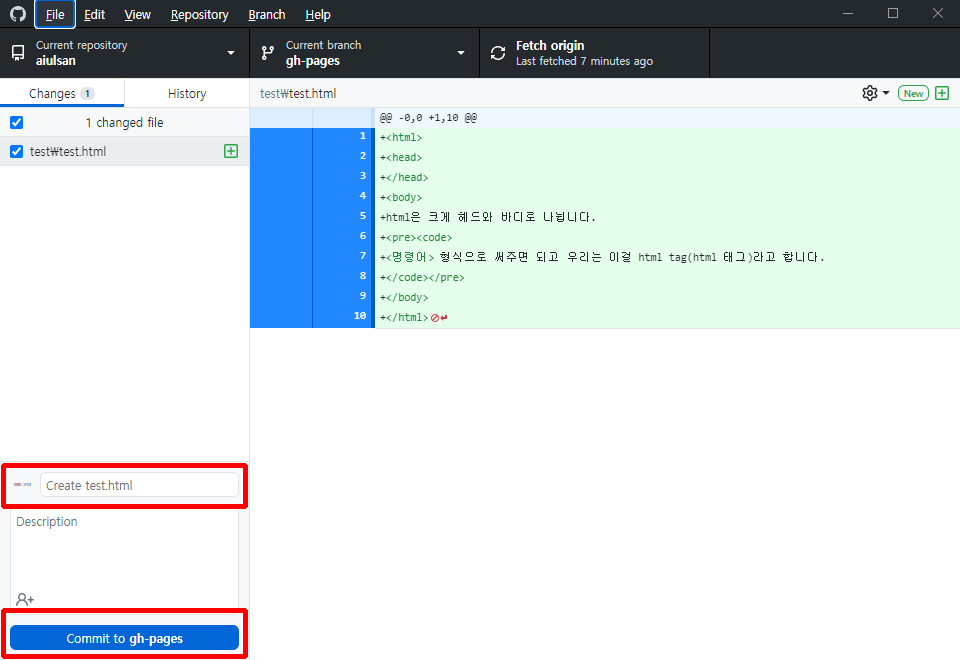 File Edit View Repository Branch Help
Current repository
aiulsan
Current branch
gh-pages
Fetch origin
Last fetched 7 minutes ago
Changes 1 History
test₩test.html New
1 changed file
test₩test.html
@@ -0,0 +1,10 @@
1 +<html>
2 +<head>
3 +</head>
4 +<body>
5 +html은 크게 헤드와 바디로 나뉩니다.
6 +<pre><code>
7 +<명령어> 형식으로 써주면 되고 우리는 이걸 html tag(html 태그)라고 합니다.
8 +</code></pre>
9 +</body>
10 +</html>
Create test.html
Description
Commit to gh-pages